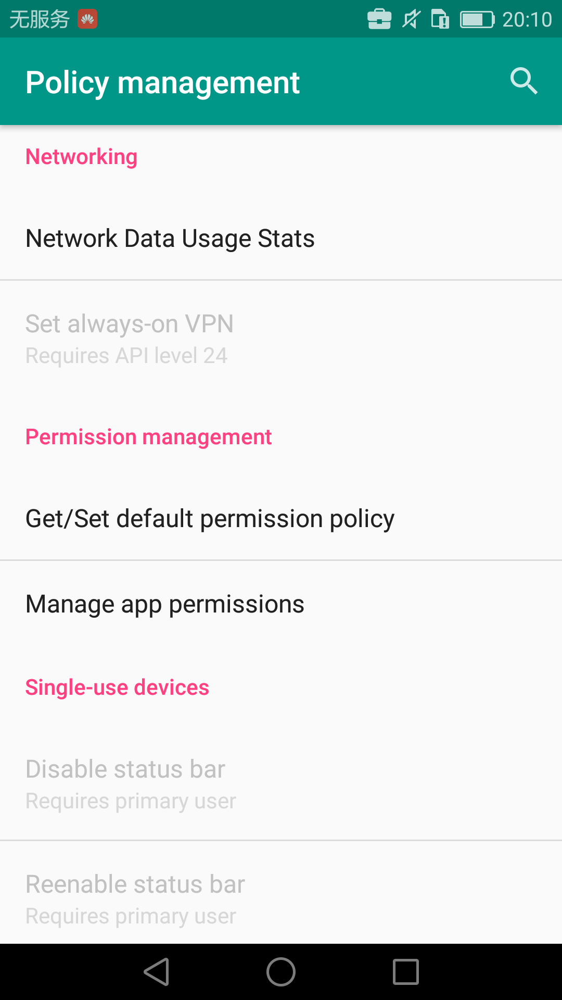 无服务
20:10
Policy management
Networking
Network Data Usage Stats
Set always-on VPN
Requires API level 24
Permission management
Get/Set default permission policy
Manage app permissions
Single-use devices
Disable status bar
Requires primary user
Reenable status bar
Requires primary user